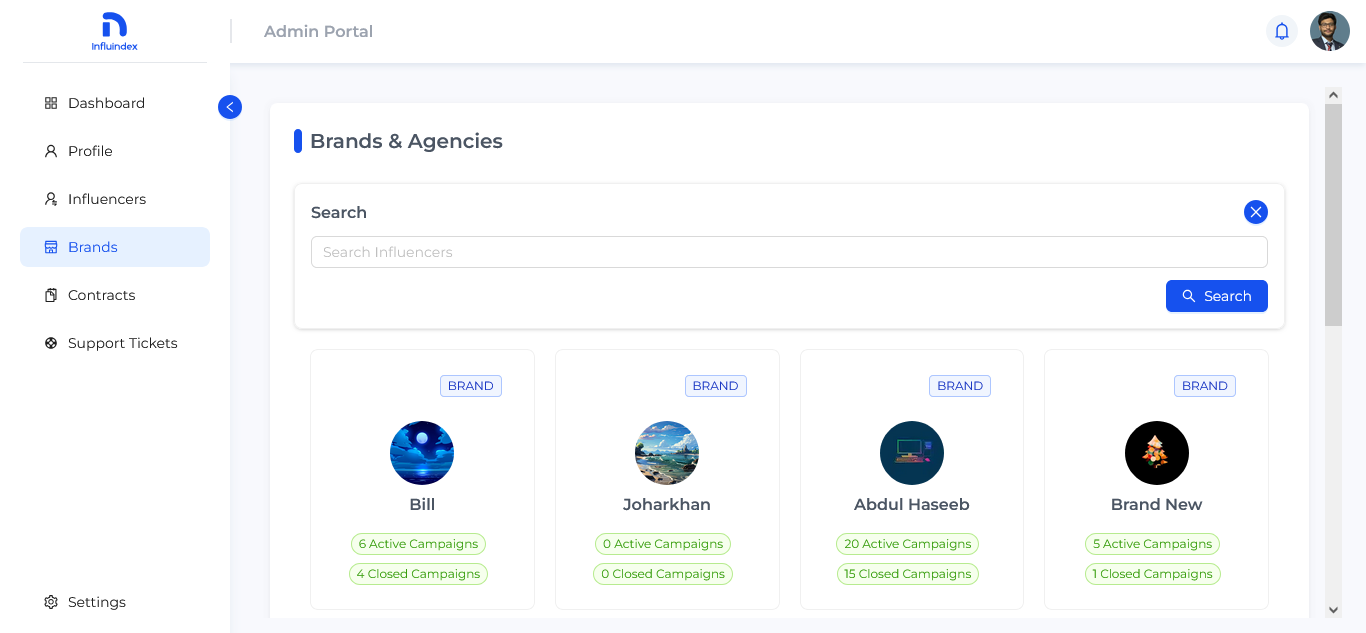 Influindex
Admin Portal
Dashboard
Profile
Influencers
Brands
Contracts
Support Tickets
Settings
Brands & Agencies
Search
Search Influencers
Search
BRAND
Bill
6 Active Campaigns
4 Closed Campaigns
BRAND
Joharkhan
0 Active Campaigns
0 Closed Campaigns
BRAND
Abdul Haseeb
20 Active Campaigns
15 Closed Campaigns
BRAND
Brand New
5 Active Campaigns
1 Closed Campaigns